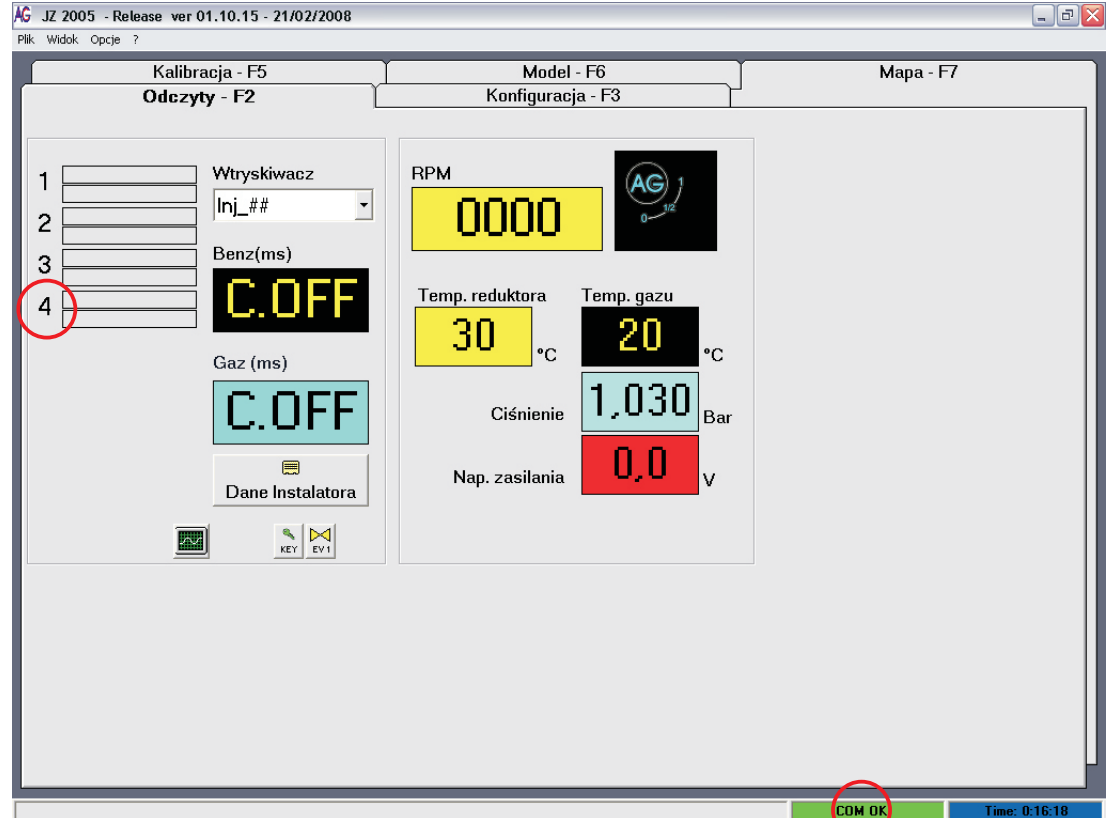 AG JZ 2005 - Release ver 01.10.15 - 21/02/2008
Plik Widok Opcje ?
Kalibracja - F5
Model - F6
Mapa - F7
Odczyty - F2
Konfiguracja - F3
1
2
3
4
Wtryskiwacz
Inj_##
Benz(ms)
C.OFF
Gaz (ms)
C.OFF
Dane Instalatora
KEY
EV1
RPM
0000
AG
1
1/2
0
Temp. reduktora
30 °C
Temp. gazu
20 °C
Ciśnienie 1,030 Bar
Nap. zasilania 0,0 V
COM OK
Time: 0:16:18